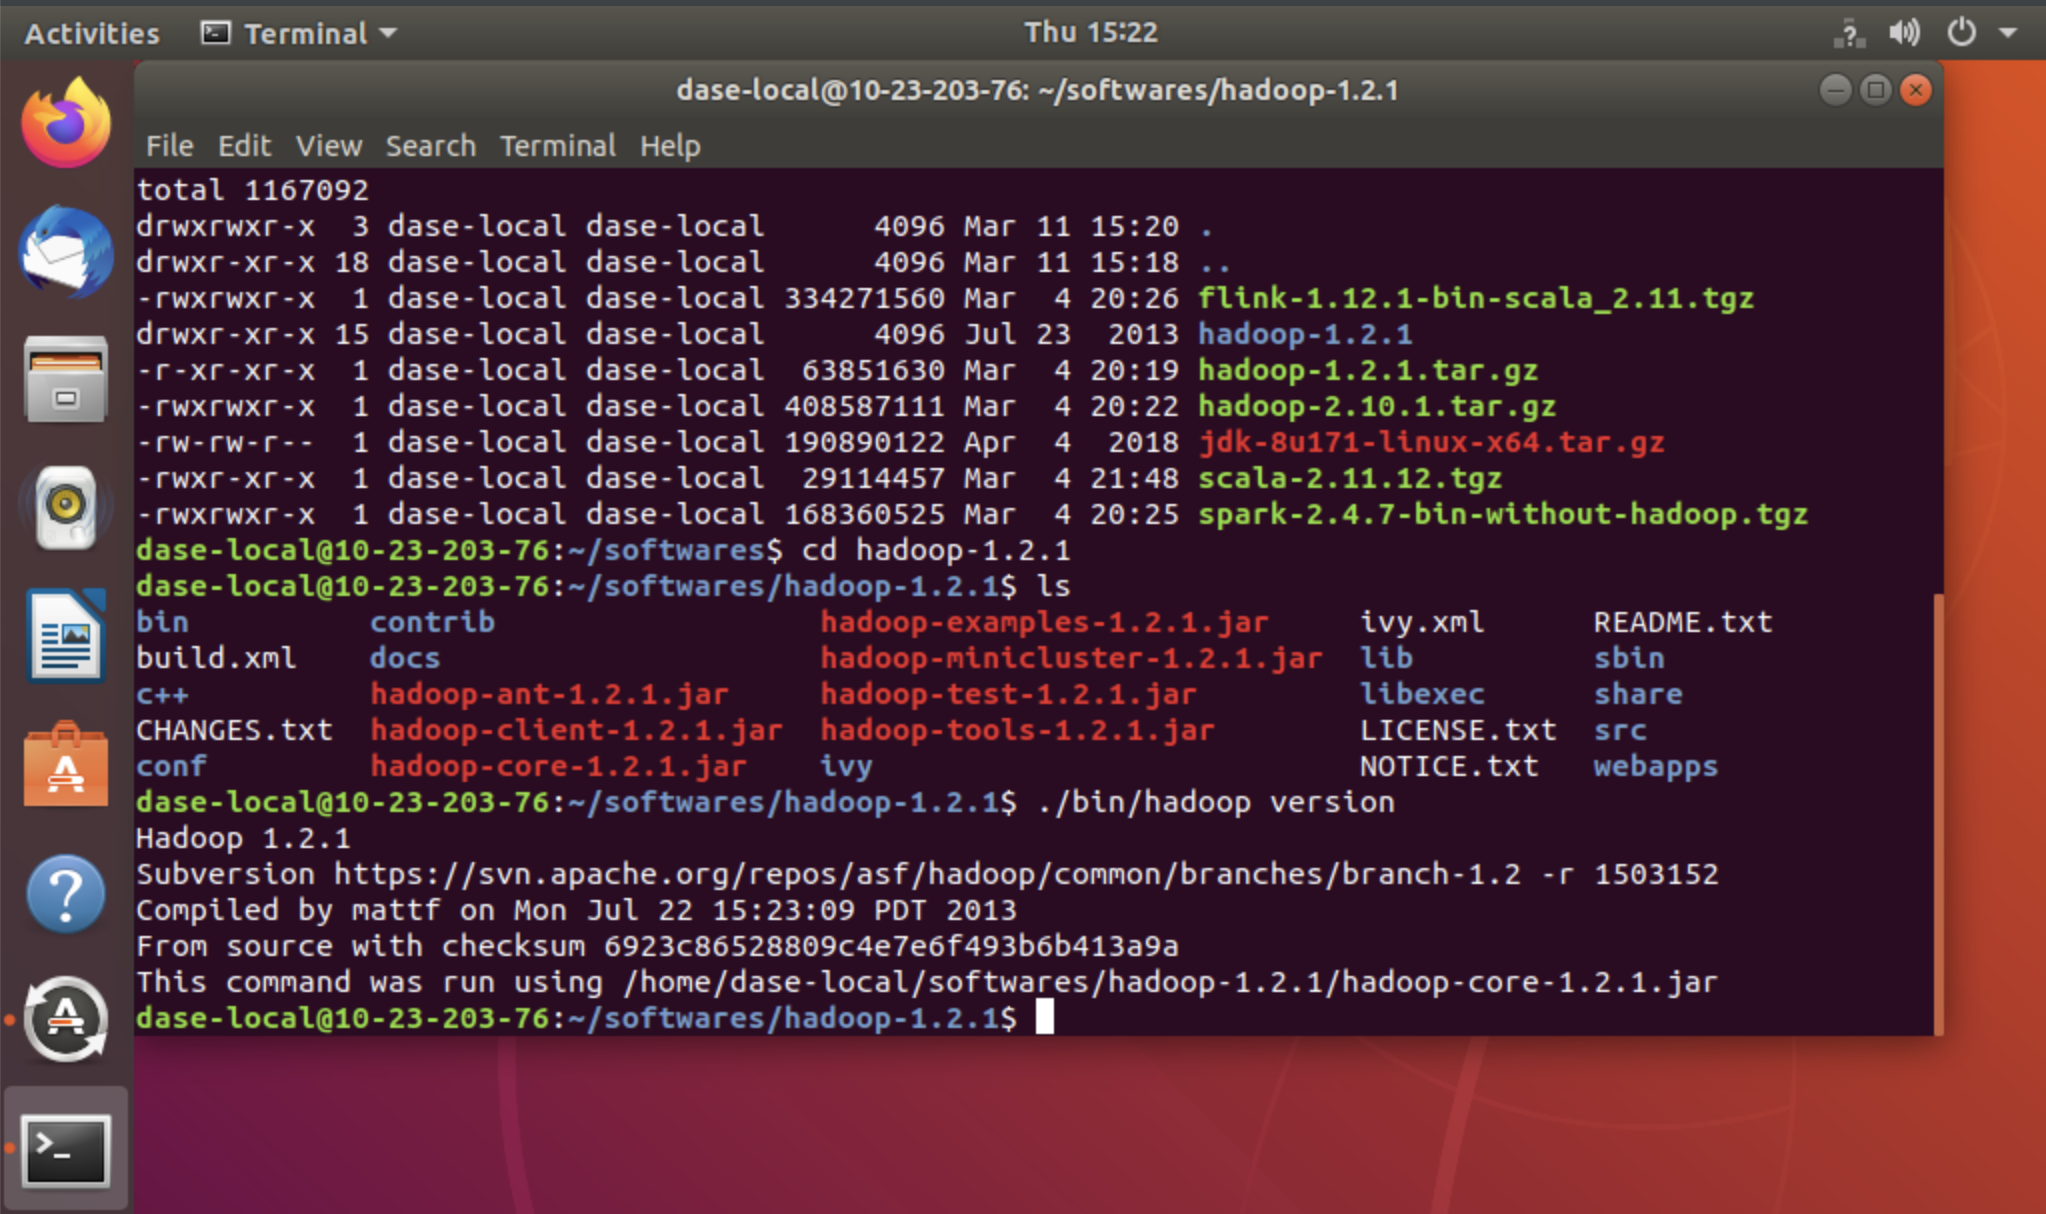 Activities Terminal Thu 15:22
dase-local@10-23-203-76: ~/softwares/hadoop-1.2.1
File Edit View Search Terminal Help
total 1167092
drwxrwxr-x  3 dase-local dase-local      4096 Mar 11 15:20 .
drwxr-xr-x 18 dase-local dase-local      4096 Mar 11 15:18 ..
-rwxrwxr-x  1 dase-local dase-local 334271560 Mar  4 20:26 flink-1.12.1-bin-scala_2.11.tgz
drwxr-xr-x 15 dase-local dase-local      4096 Jul 23  2013 hadoop-1.2.1
-r-xr-xr-x  1 dase-local dase-local  63851630 Mar  4 20:19 hadoop-1.2.1.tar.gz
-rwxrwxr-x  1 dase-local dase-local 408587111 Mar  4 20:22 hadoop-2.10.1.tar.gz
-rw-rw-r--  1 dase-local dase-local 190890122 Apr  4  2018 jdk-8u171-linux-x64.tar.gz
-rwxr-xr-x  1 dase-local dase-local  29114457 Mar  4 21:48 scala-2.11.12.tgz
-rwxrwxr-x  1 dase-local dase-local 168360525 Mar  4 20:25 spark-2.4.7-bin-without-hadoop.tgz
dase-local@10-23-203-76:~/softwares$ cd hadoop-1.2.1
dase-local@10-23-203-76:~/softwares/hadoop-1.2.1$ ls
bin          contrib                  hadoop-examples-1.2.1.jar     ivy.xml      README.txt
build.xml    docs                     hadoop-minicluster-1.2.1.jar  lib          sbin
c++          hadoop-ant-1.2.1.jar     hadoop-test-1.2.1.jar         libexec      share
CHANGES.txt  hadoop-client-1.2.1.jar  hadoop-tools-1.2.1.jar        LICENSE.txt  src
conf         hadoop-core-1.2.1.jar    ivy                           NOTICE.txt   webapps
dase-local@10-23-203-76:~/softwares/hadoop-1.2.1$ ./bin/hadoop version
Hadoop 1.2.1
Subversion https://svn.apache.org/repos/asf/hadoop/common/branches/branch-1.2 -r 1503152
Compiled by mattf on Mon Jul 22 15:23:09 PDT 2013
From source with checksum 6923c86528809c4e7e6f493b6b413a9a
This command was run using /home/dase-local/softwares/hadoop-1.2.1/hadoop-core-1.2.1.jar
dase-local@10-23-203-76:~/softwares/hadoop-1.2.1$